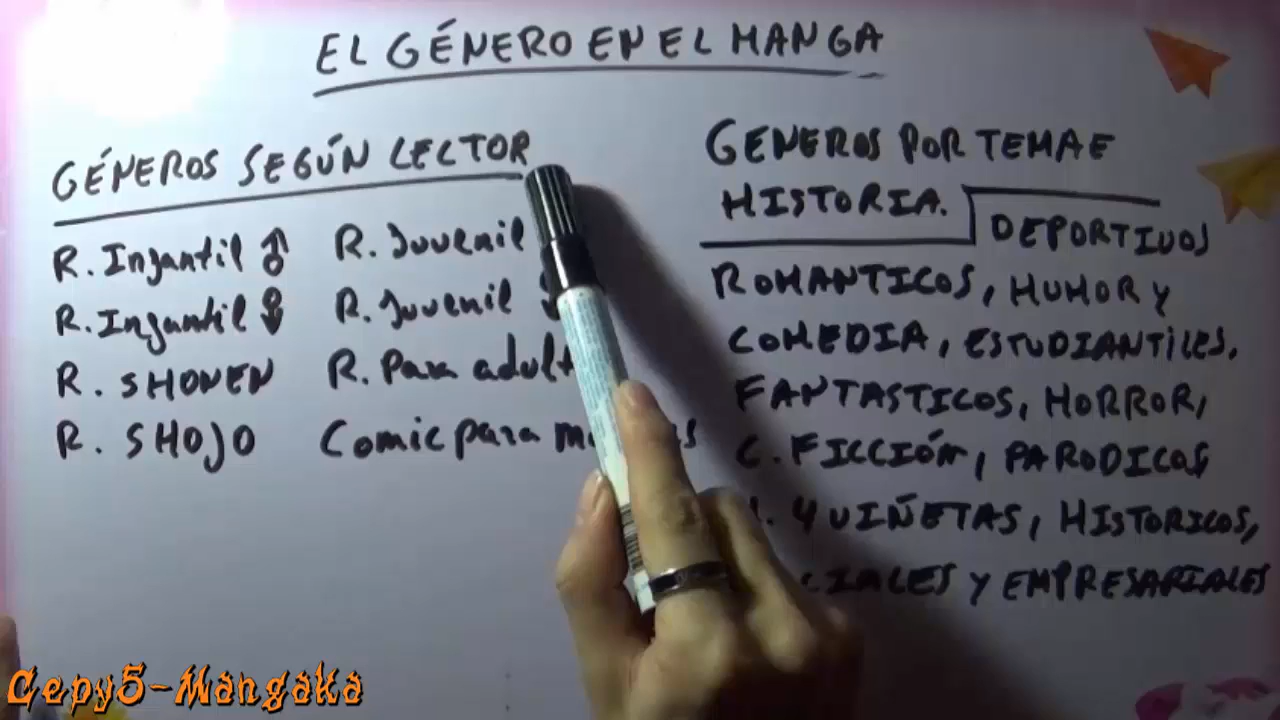 EL GÉNERO EN EL MANGA
GÉNEROS SEGÚN LECTOR
R. Infantil ♂
R. Infantil ♀
R. SHONEN
R. SHOJO
R. Juvenil
R. Juvenil
R. Para
Comic para
GENEROS POR TEMA E
HISTORIA.
DEPORTIVOS
ROMANTICOS, HUMOR Y
COMEDIA, ESTUDIANTILES,
FANTASTICOS, HORROR,
C. FICCIÓN, PARODICOS
4 VIÑETAS, HISTORICOS,
Y EMPRESARIALES
Cepy5-Mangaka